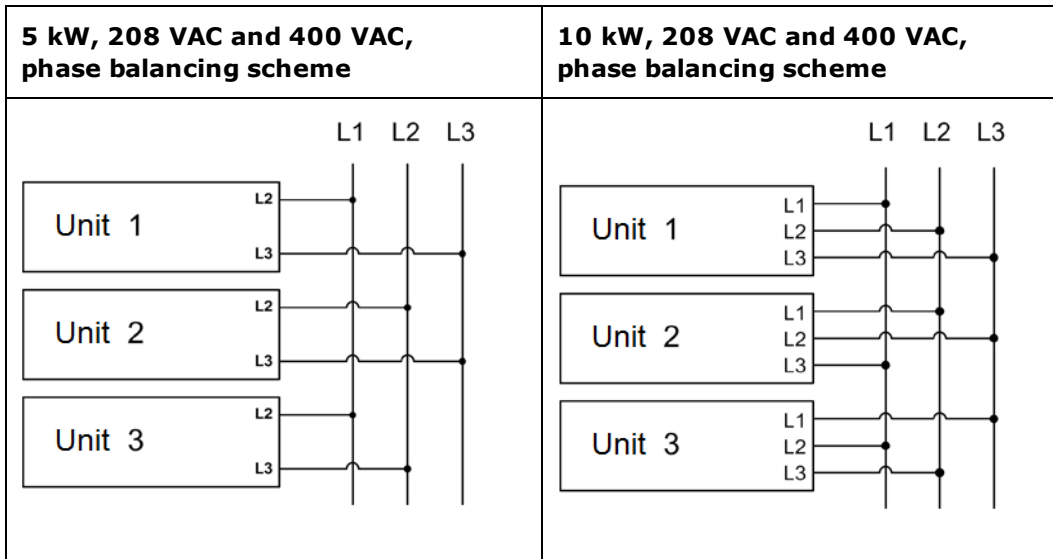 5 kW, 208 VAC and 400 VAC,
phase balancing scheme
L1 L2 L3
L2
Unit 1
L3
L2
Unit 2
L3
L2
Unit 3
L3
10 kW, 208 VAC and 400 VAC,
phase balancing scheme
L1 L2 L3
L1
Unit 1
L2
L3
L1
Unit 2
L2
L3
L1
Unit 3
L2
L3